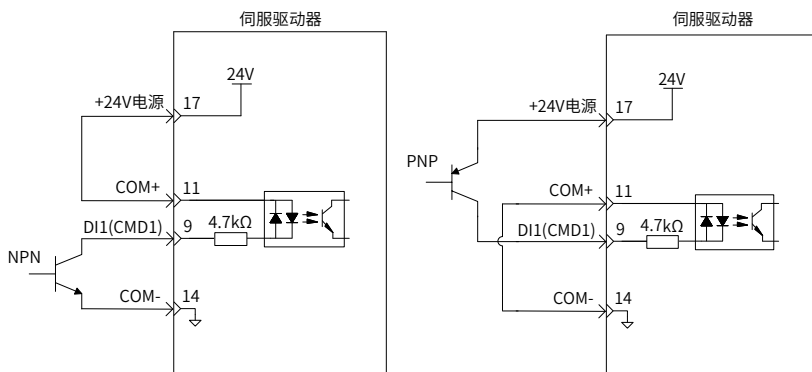 伺服驱动器
24V
+24V电源
17
COM+
11
DI1(CMD1)
9
4.7kΩ
NPN
COM-
14
伺服驱动器
24V
+24V电源
17
PNP
COM+
11
DI1(CMD1)
9
4.7kΩ
COM-
14